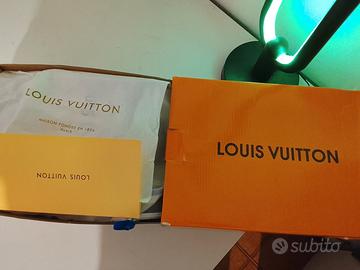 LOUIS VUITTON
MAISON FONDÉE EN 1854
PARIS
LOUIS VUITTON
LOUIS VUITTON
subito